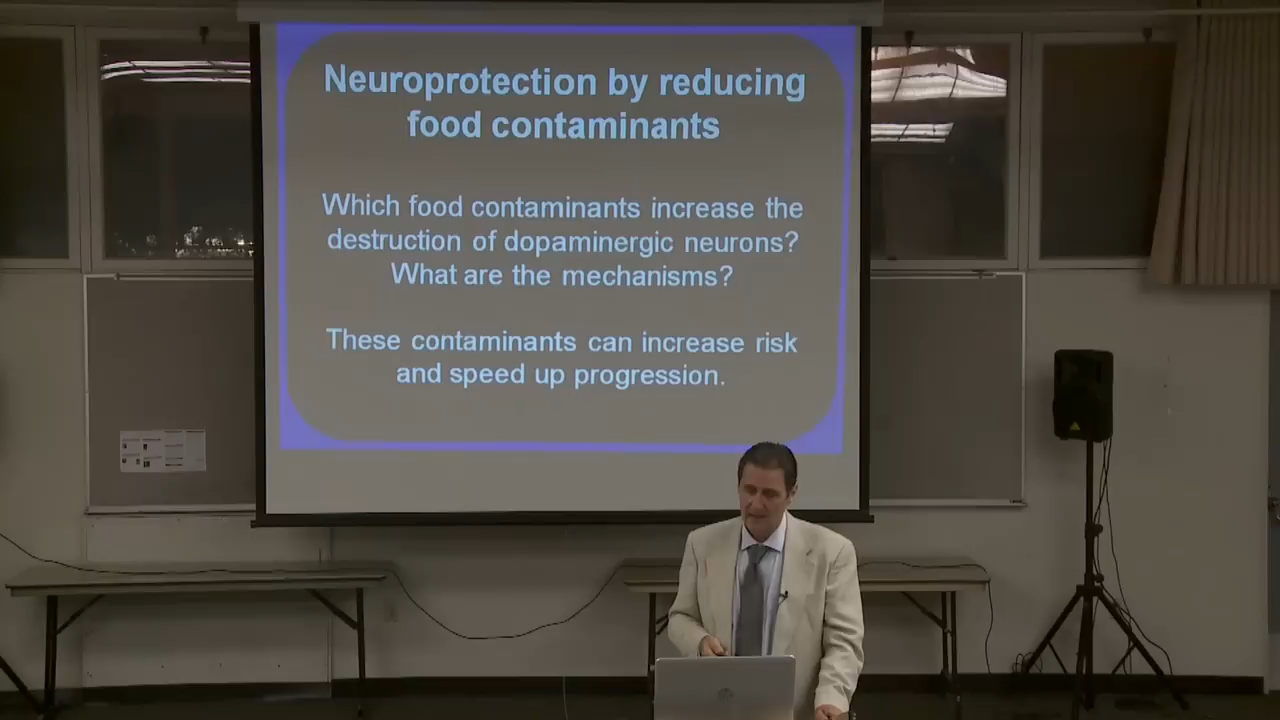 Neuroprotection by reducing
food contaminants
Which food contaminants increase the
destruction of dopaminergic neurons?
What are the mechanisms?
These contaminants can increase risk
and speed up progression.